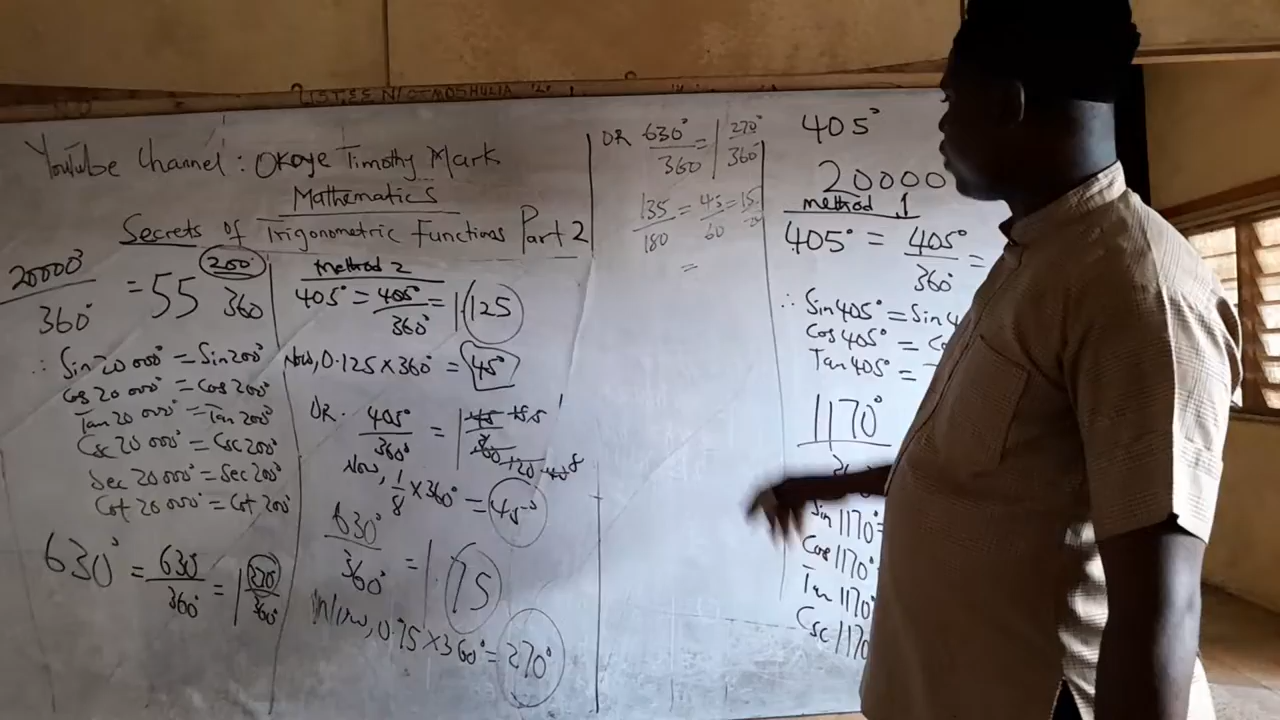 YouTube Channel: Okoye Timothy Mark
Mathematics
Secrets of Trigonometric Functions Part 2
20000°/360° = 55 200°/360
∴ Sin 20000° = Sin 200°
Cos 20000° = Cos 200°
Tan 20000° = Tan 200°
Csc 20000° = Csc 200°
Sec 20000° = Sec 200°
Cot 20000° = Cot 200°
630° = 630/360° = 1 270/360°
Method 2
405° = 405°/360° = 1.125
Now, 0.125 × 360° = 45°
OR. 405°/360° = 1
Now, 1/8 × 360° = 45°
630°/360° = 1.75
Now, 0.75 × 360° = 270°
OR 630°/360 = 1 270°/360°
135/180 = 45/60 = 15
=
405°
20000
method 1
405° = 405°/360° =
∴ Sin 405° = Sin 4
Cos 405° =
Tan 405° =
1170°
Sin 1170° =
Cos 1170°
Tan 1170°
Csc 1170